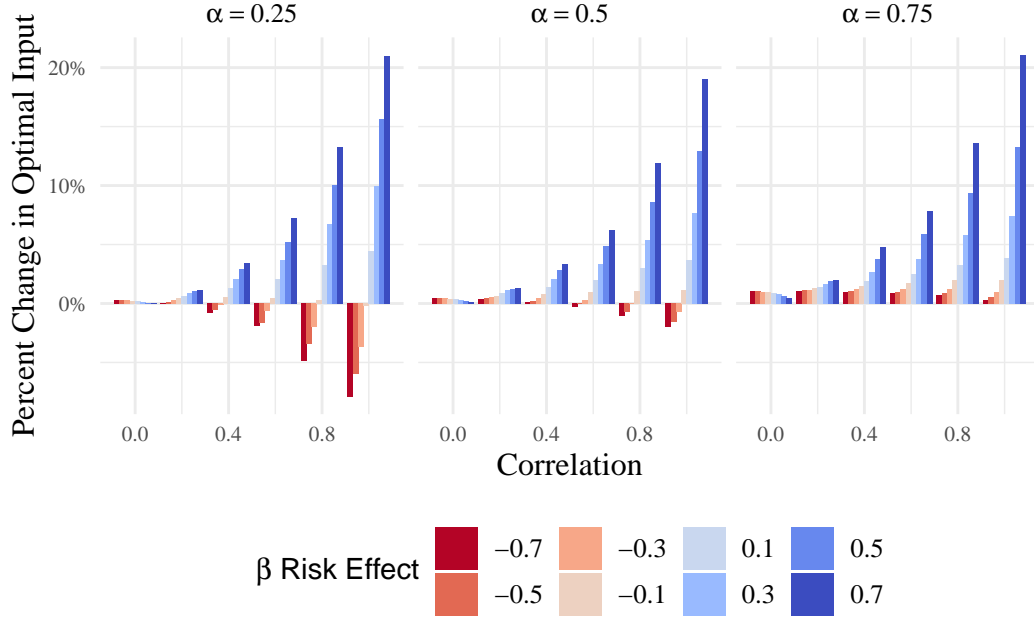 α = 0.25 α = 0.5 α = 0.75
Percent Change in Optimal Input
20%
10%
0%
0.0 0.4 0.8 0.0 0.4 0.8 0.0 0.4 0.8
Correlation
β Risk Effect
−0.7 −0.3 0.1 0.5
−0.5 −0.1 0.3 0.7